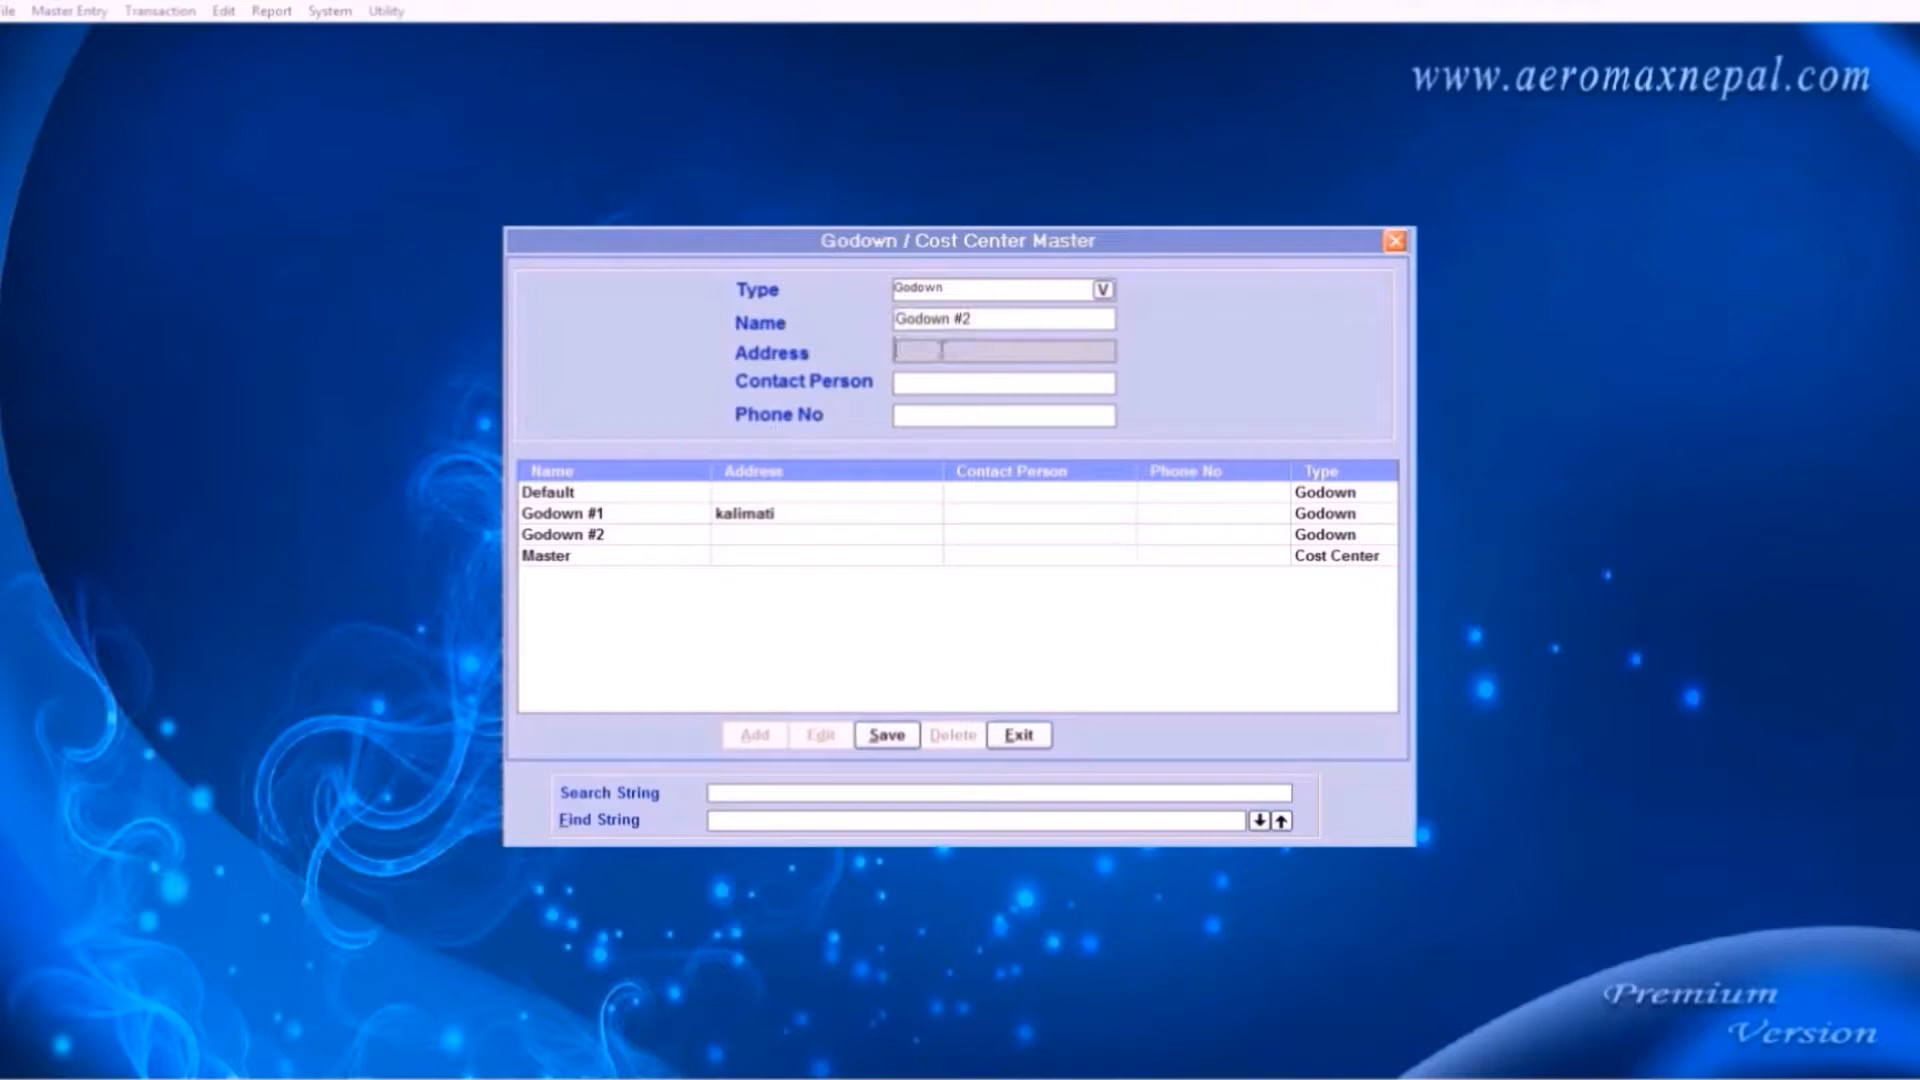 ile Master Entry Transaction Edit Report System Utility
www.aeromaxnepal.com
Godown / Cost Center Master
Type Godown V
Name Godown #2
Address
Contact Person
Phone No
Name Address Contact Person Phone No Type
Default Godown
Godown #1 kalimati Godown
Godown #2 Godown
Master Cost Center
Add Edit Save Delete Exit
Search String
Find String
Premium
Version